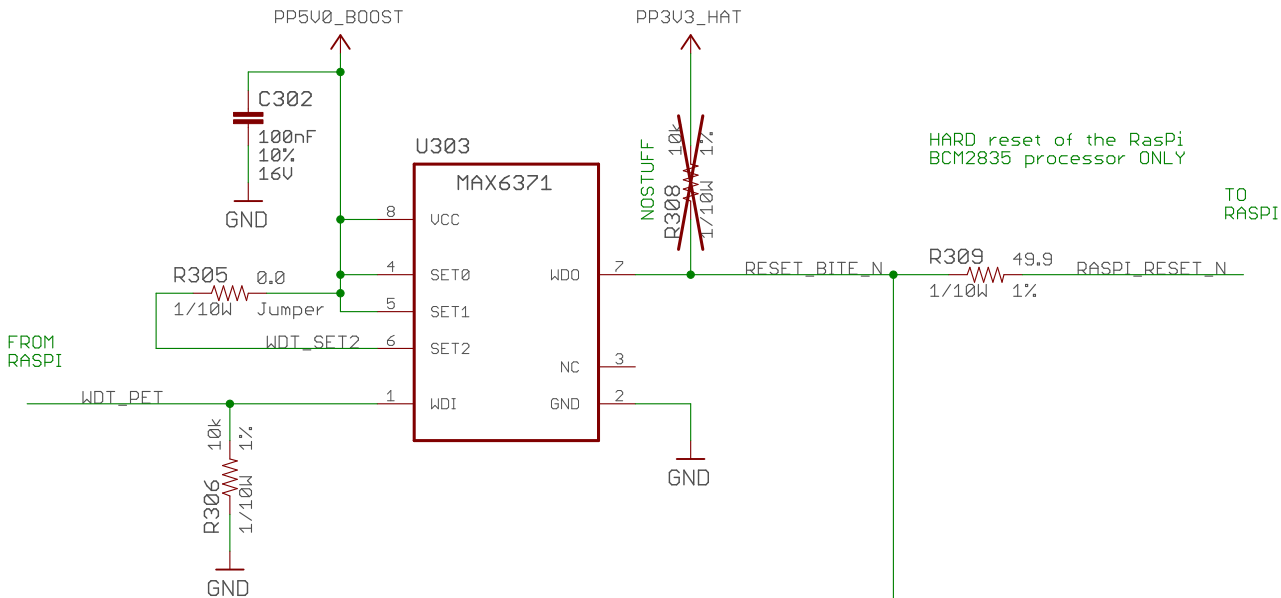 PP5V0_BOOST
PP3V3_HAT
C302
100nF
10%
16V
GND
U303
MAX6371
NOSTUFF
R308
10k
1%
1/10W
HARD reset of the RasPi
BCM2835 processor ONLY
TO
RASPI
8
VCC
4
SET0
5
SET1
6
SET2
1
WDI
WDO
7
NC
3
GND
2
RESET_BITE_N
R309
49.9
1/10W
1%
RASPI_RESET_N
R305
0.0
1/10W
Jumper
WDT_SET2
FROM
RASPI
WDT_PET
10k
1%
R306
1/10W
GND
GND